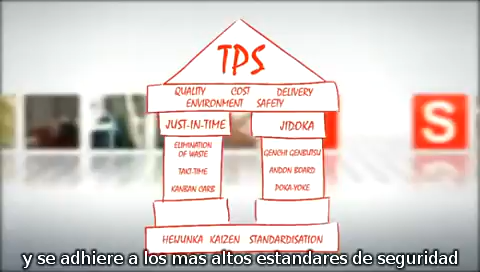 TPS
QUALITY COST DELIVERY
ENVIRONMENT SAFETY
JUST-IN-TIME
JIDOKA
ELIMINATION
OF WASTE
TAKT-TIME
KANBAN CARB
GENCHI GENBUTSU
ANDON BOARD
POKA-YOKE
HEIJUNKA KAIZEN STANDARDISATION
S
y se adhiere a los mas altos estandares de seguridad